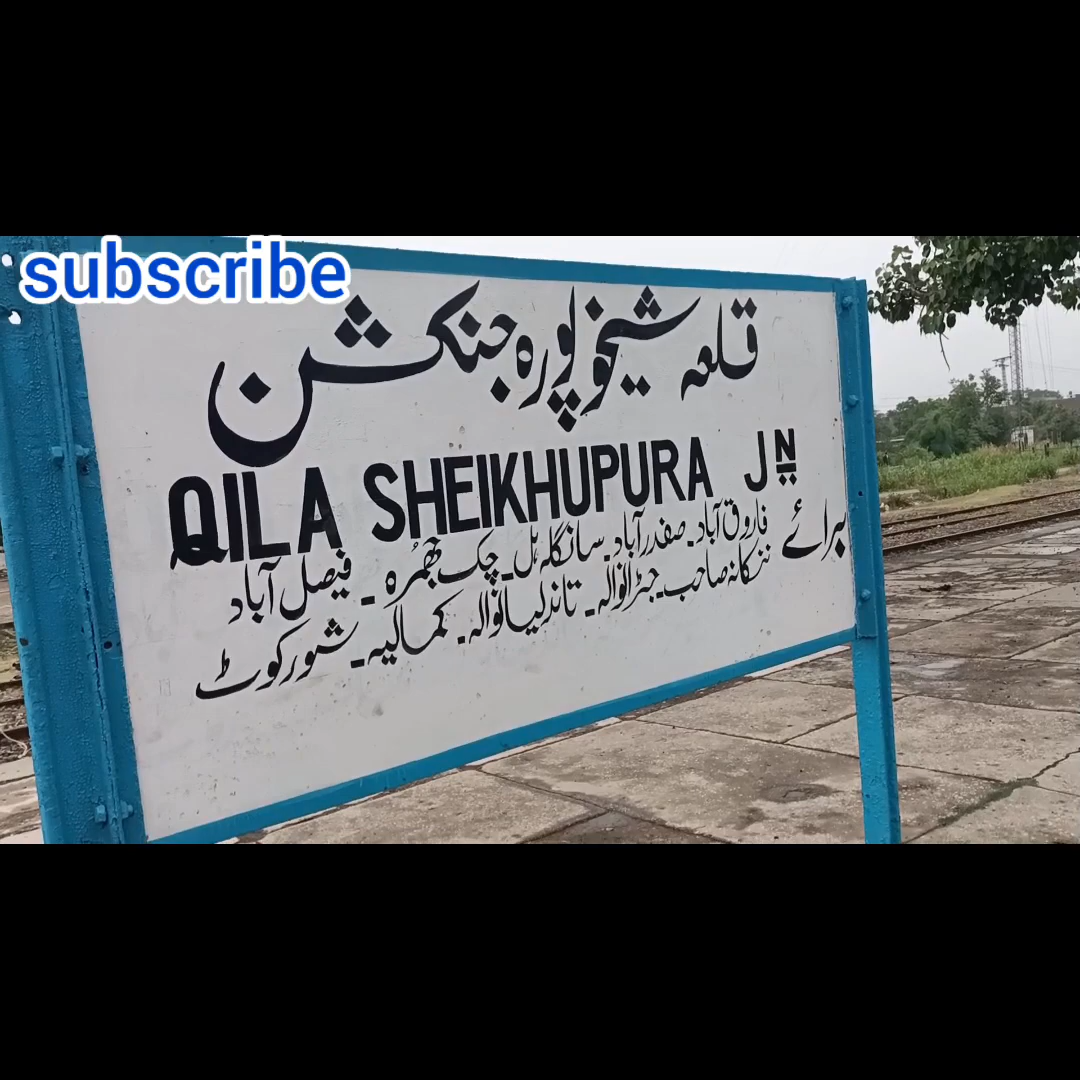 subscribe
قلعہ شیخوپورہ جنکشن
QILA SHEIKHUPURA JN
برائے فاروق آباد۔ صفدر آباد۔ سانگلہ ہل۔ چک جھمرہ ۔ فیصل آباد
ننکانہ صاحب۔ جڑانوالہ۔ تاندلیانوالہ۔ کمالیہ۔ شورکوٹ